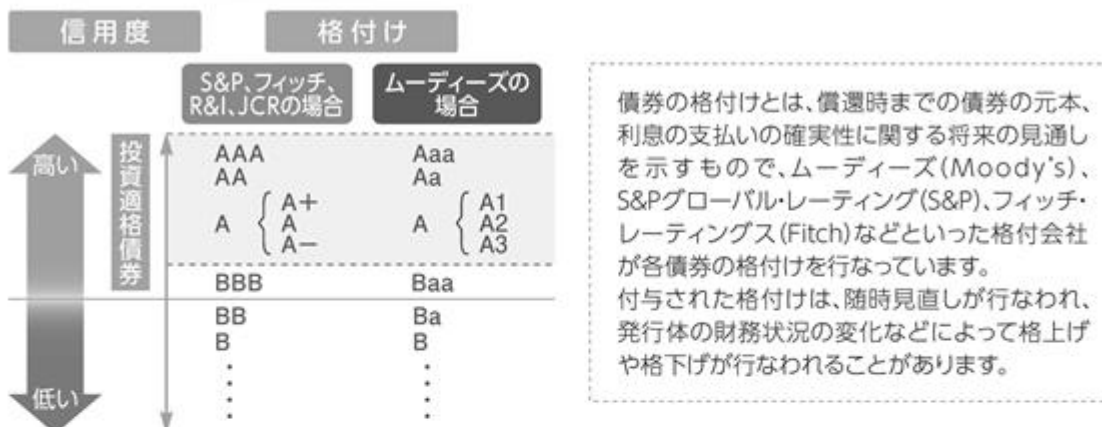 信用度
格付け
S&P、フィッチ、
R&I、JCRの場合
ムーディーズの
場合
高い
投資適格債券
低い
AAA Aaa
AA Aa
A A+ A A1
A A2
A− A3
BBB Baa
BB Ba
B B
債券の格付けとは、償還時までの債券の元本、
利息の支払いの確実性に関する将来の見通し
を示すもので、ムーディーズ(Moody's)、
S&Pグローバル・レーティング(S&P)、フィッチ・
レーティングス(Fitch)などといった格付会社
が各債券の格付けを行なっています。
付与された格付けは、随時見直しが行なわれ、
発行体の財務状況の変化などによって格上げ
や格下げが行なわれることがあります。